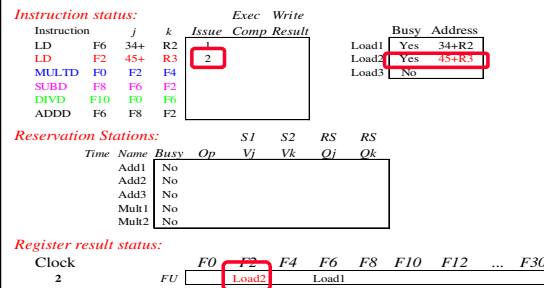 Instruction status: Exec Write
Instruction j k Issue Comp Result Busy Address
LD F6 34+ R2 1 Load1 Yes 34+R2
LD F2 45+ R3 2 Load2 Yes 45+R3
MULTD F0 F2 F4 Load3 No
SUBD F8 F6 F2
DIVD F10 F0 F6
ADDD F6 F8 F2
Reservation Stations: S1 S2 RS RS
Time Name Busy Op Vj Vk Qj Qk
Add1 No
Add2 No
Add3 No
Mult1 No
Mult2 No
Register result status:
Clock F0 F2 F4 F6 F8 F10 F12 ... F30
2 FU Load2 Load1